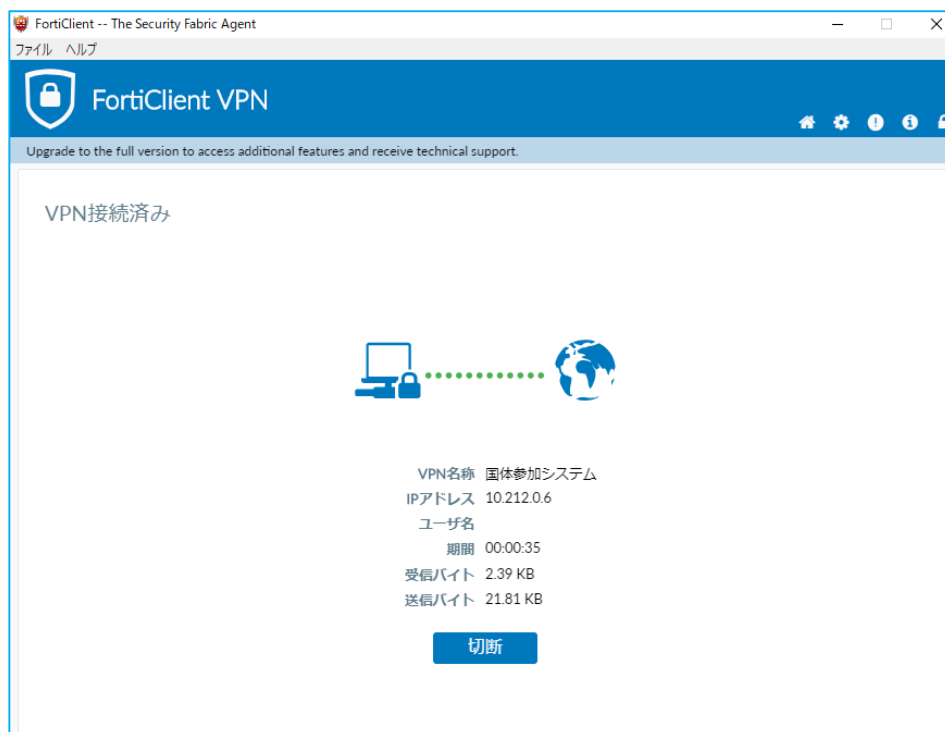 FortiClient -- The Security Fabric Agent
ファイル ヘルプ
FortiClient VPN
Upgrade to the full version to access additional features and receive technical support.
VPN接続済み
VPN名称 国体参加システム
IPアドレス 10.212.0.6
ユーザ名
期間 00:00:35
受信バイト 2.39 KB
送信バイト 21.81 KB
切断